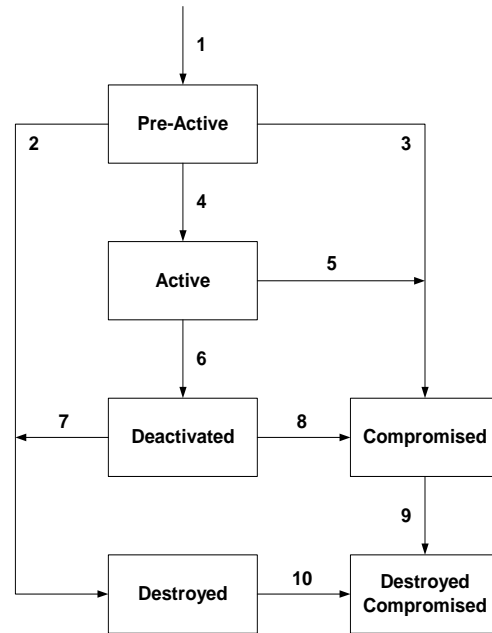 1
Pre-Active
2
3
4
Active
5
6
Deactivated
7
8
Compromised
9
Destroyed
10
Destroyed
Compromised